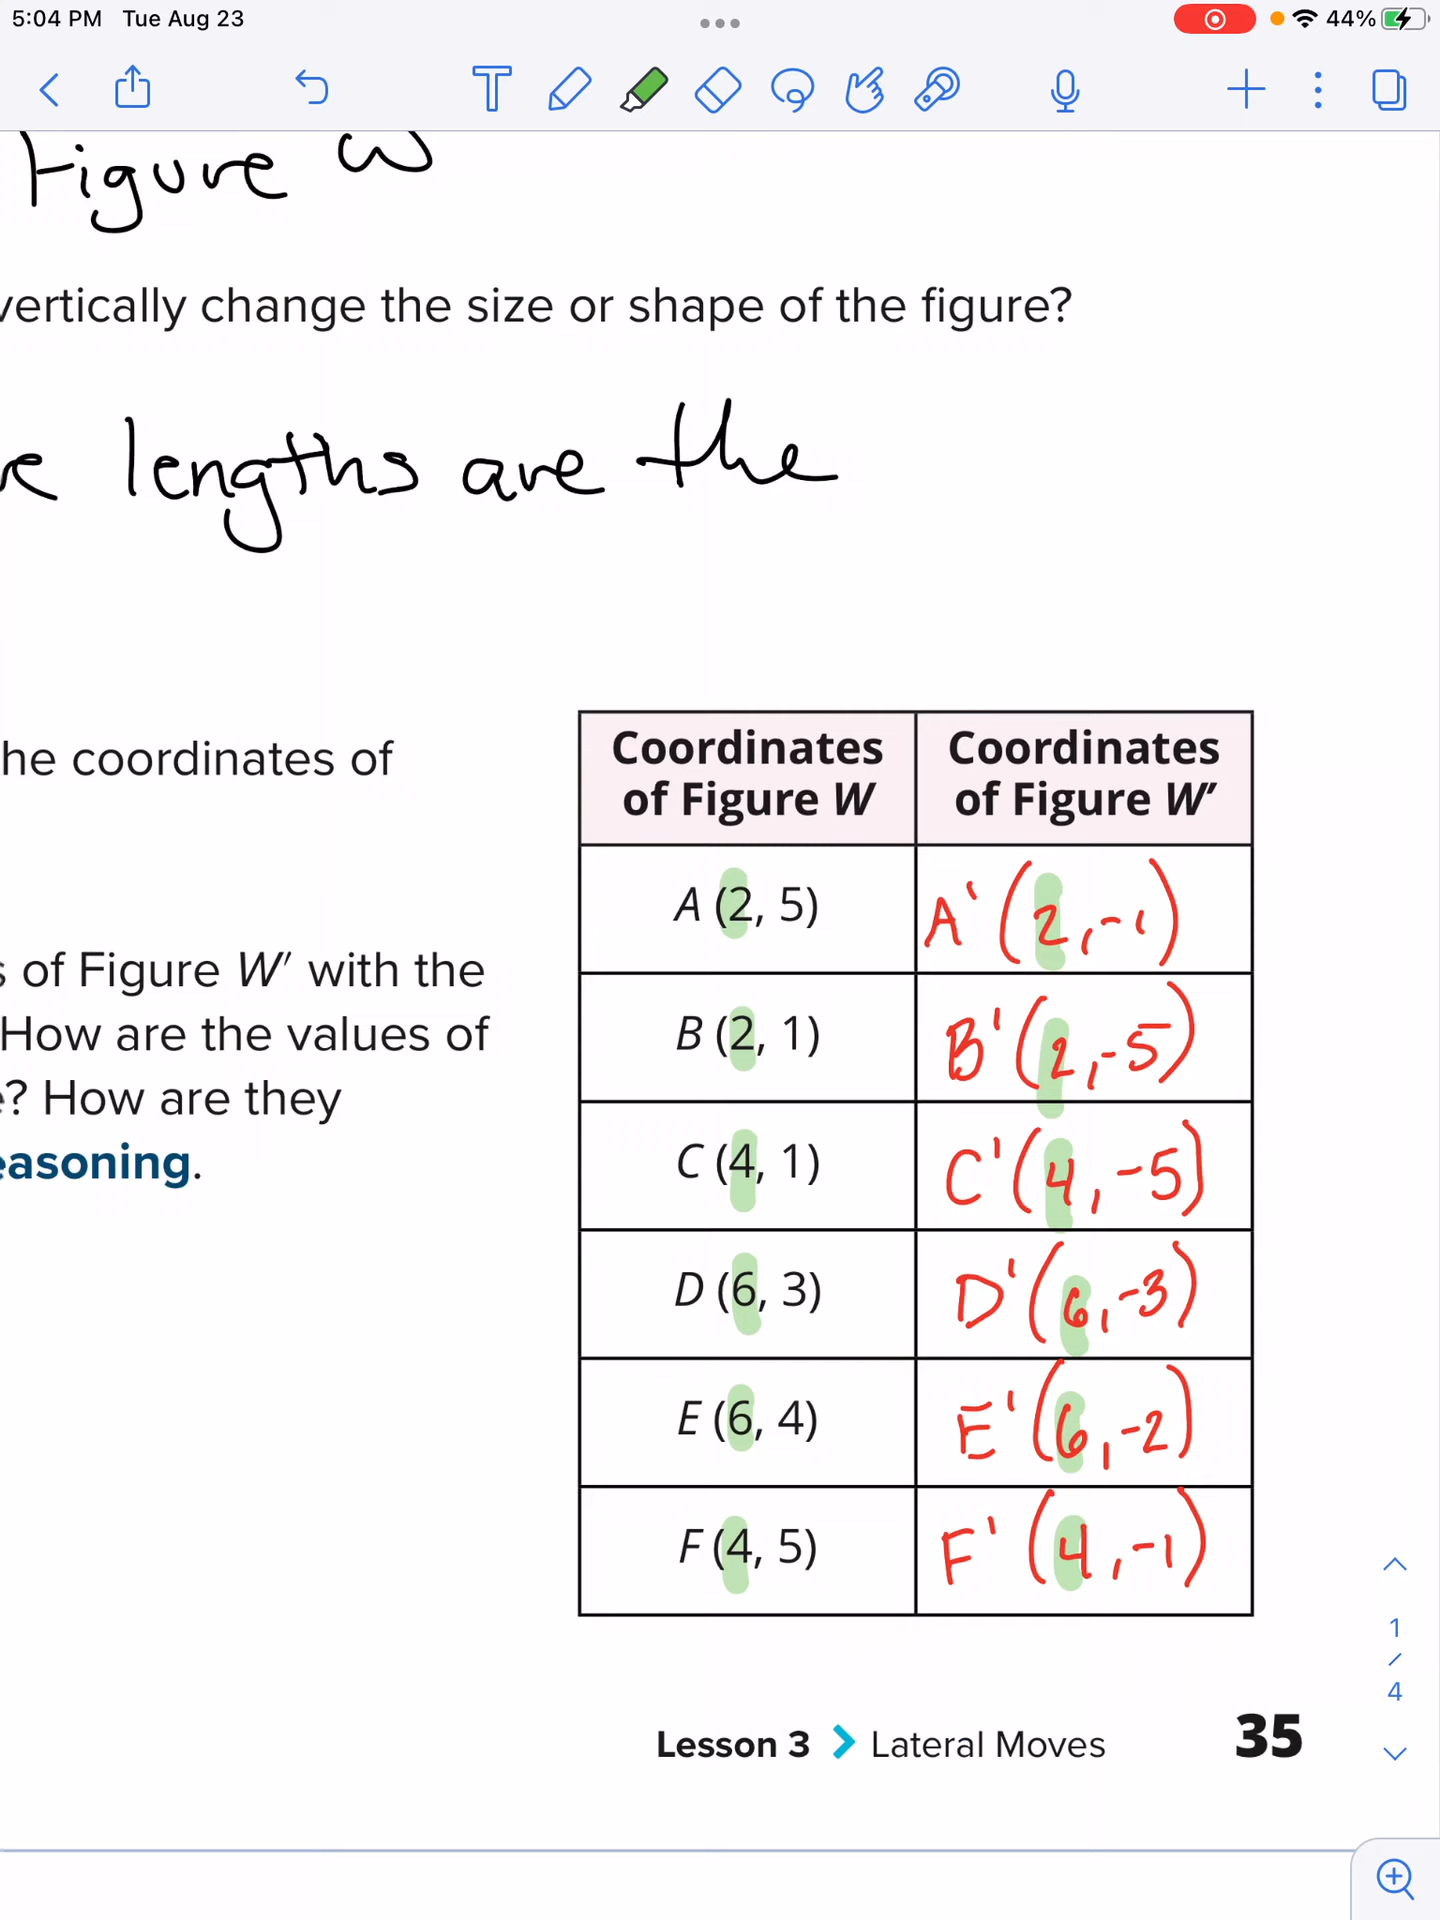 5:04 PM Tue Aug 23
44%
T
Figure W
vertically change the size or shape of the figure?
re lengths are the
he coordinates of
s of Figure W′ with the
How are the values of
e? How are they
easoning.
Coordinates of Figure W Coordinates of Figure W′
A (2, 5) A' (2, -1)
B (2, 1) B' (2, -5)
C (4, 1) C' (4, -5)
D (6, 3) D' (6, -3)
E (6, 4) E' (6, -2)
F (4, 5) F' (4, -1)
Lesson 3 > Lateral Moves 35
1
/
4